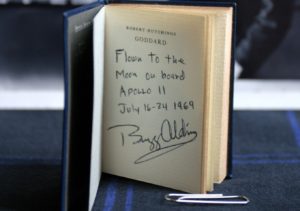 ROBERT HUTCHINGS
GODDARD
Flown to the
Moon on board
Apollo 11
July 16-24 1969
Buzz Aldrin